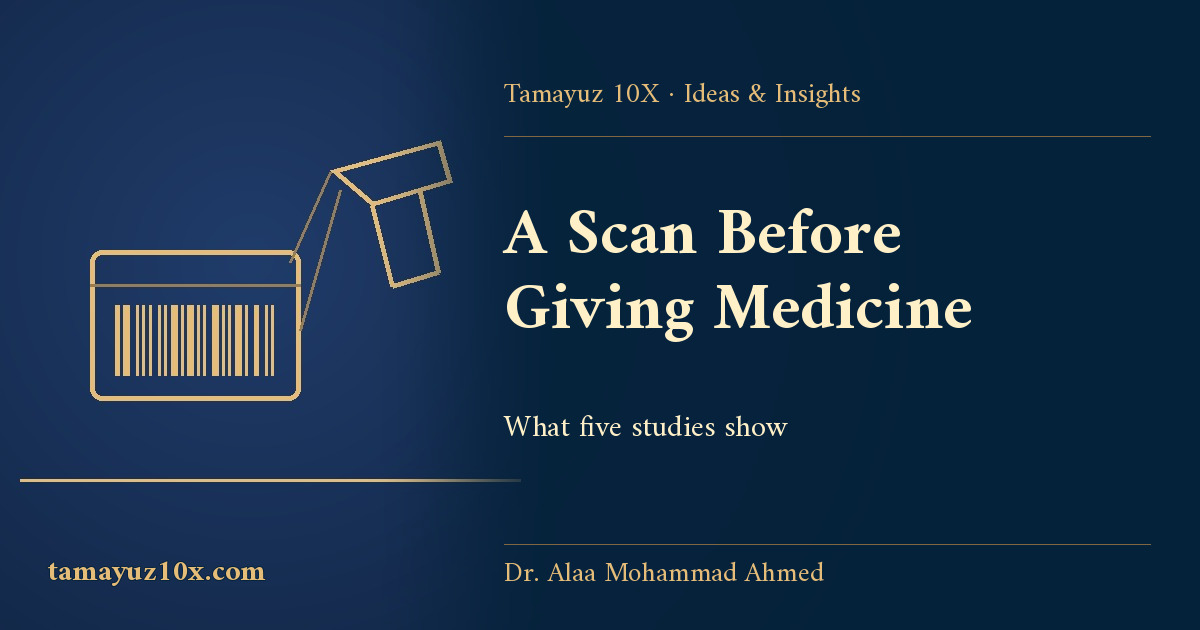 Tamayuz 10X · Ideas & Insights
A Scan Before
Giving Medicine
What five studies show
tamayuz10x.com
Dr. Alaa Mohammad Ahmed